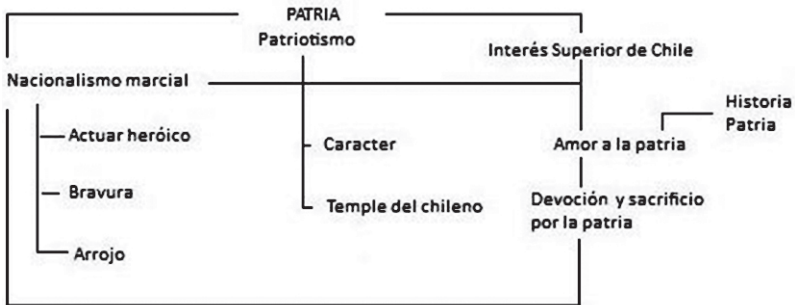 PATRIA
Patriotismo
Interés Superior de Chile
Nacionalismo marcial
Historia
Patria
Actuar heróico
Caracter
Amor a la patria
Bravura
Temple del chileno
Devoción y sacrificio
por la patria
Arrojo